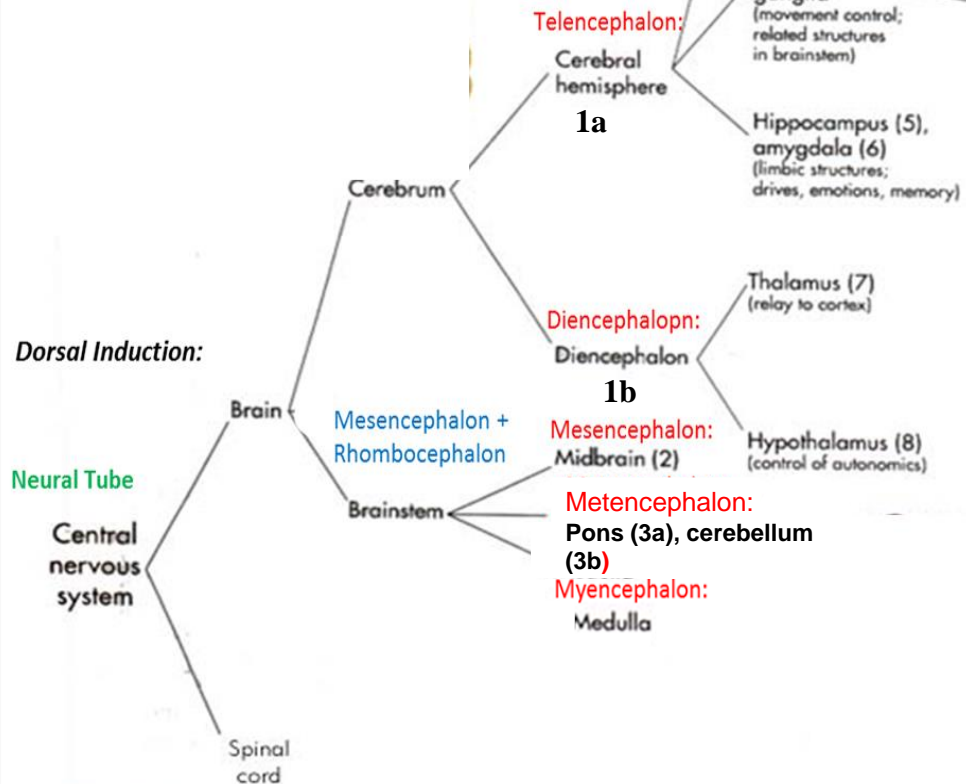 Telencephalon:
(movement control;
related structures
in brainstem)
Cerebral
hemisphere
1a
Hippocampus (5),
amygdala (6)
(limbic structures;
drives, emotions, memory)
Cerebrum
Thalamus (7)
(relay to cortex)
Diencephalopn:
Diencephalon
1b
Dorsal Induction:
Brain
Mesencephalon +
Rhombocephalon
Mesencephalon:
Midbrain (2)
Hypothalamus (8)
(control of autonomics)
Neural Tube
Brainstem
Metencephalon:
Pons (3a), cerebellum
(3b)
Central
nervous
system
Myencephalon:
Medulla
Spinal
cord